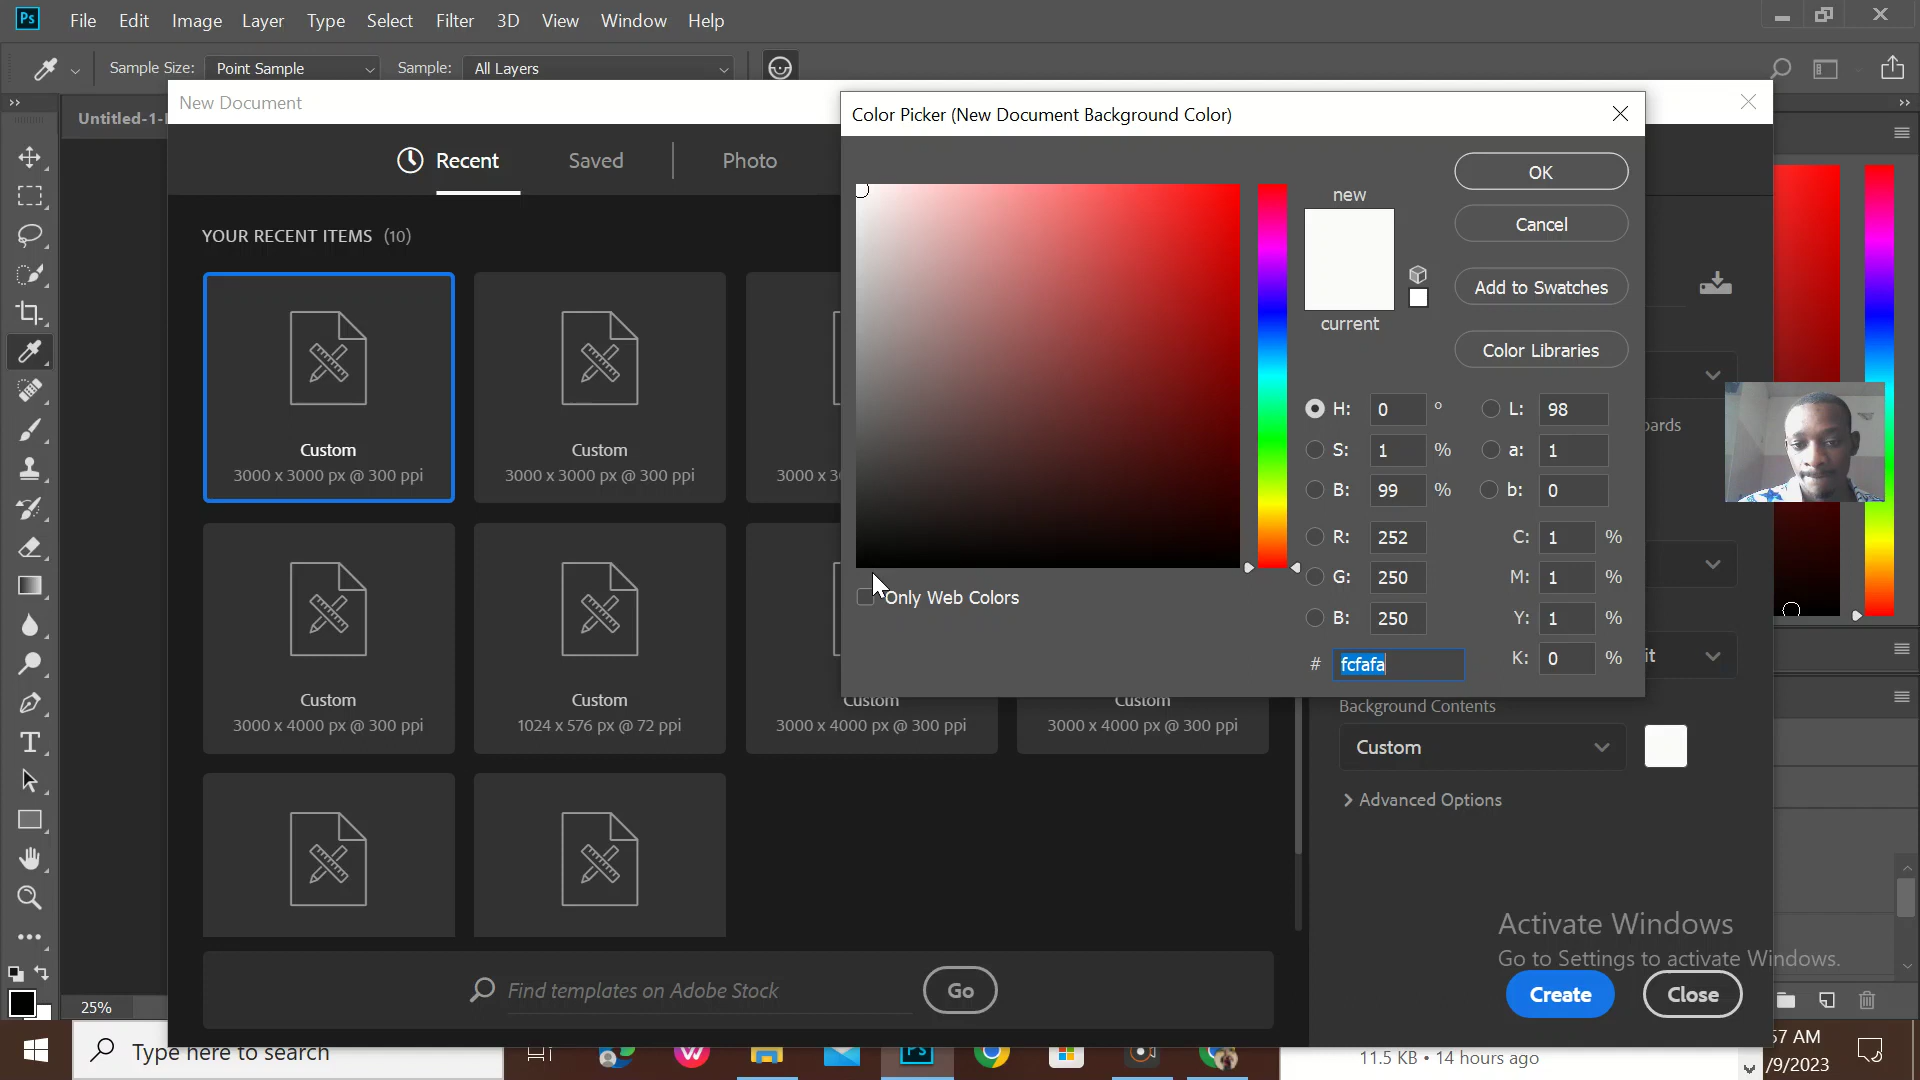 Ps File Edit Image Layer Type Select Filter 3D View Window Help
Sample Size: Point Sample Sample: All Layers
New Document
Untitled-1-
Color Picker (New Document Background Color)
Recent Saved Photo
YOUR RECENT ITEMS (10)
Custom
3000 x 3000 px @ 300 ppi
Custom
3000 x 3000 px @ 300 ppi
3000 x 3
Custom
3000 x 4000 px @ 300 ppi
Custom
1024 x 576 px @ 72 ppi
Custom
3000 x 4000 px @ 300 ppi
Custom
3000 x 4000 px @ 300 ppi
new
current
OK
Cancel
Add to Swatches
Color Libraries
H: 0 ° L: 98
S: 1 % a: 1
B: 99 % b: 0
R: 252 C: 1 %
G: 250 M: 1 %
B: 250 Y: 1 %
# fcfafa K: 0 %
Only Web Colors
oards
it
Background Contents
Custom
Advanced Options
Find templates on Adobe Stock Go
Activate Windows
Go to Settings to activate Windows.
Create Close
25%
Type here to search
Ps
11.5 KB • 14 hours ago
57 AM
/9/2023